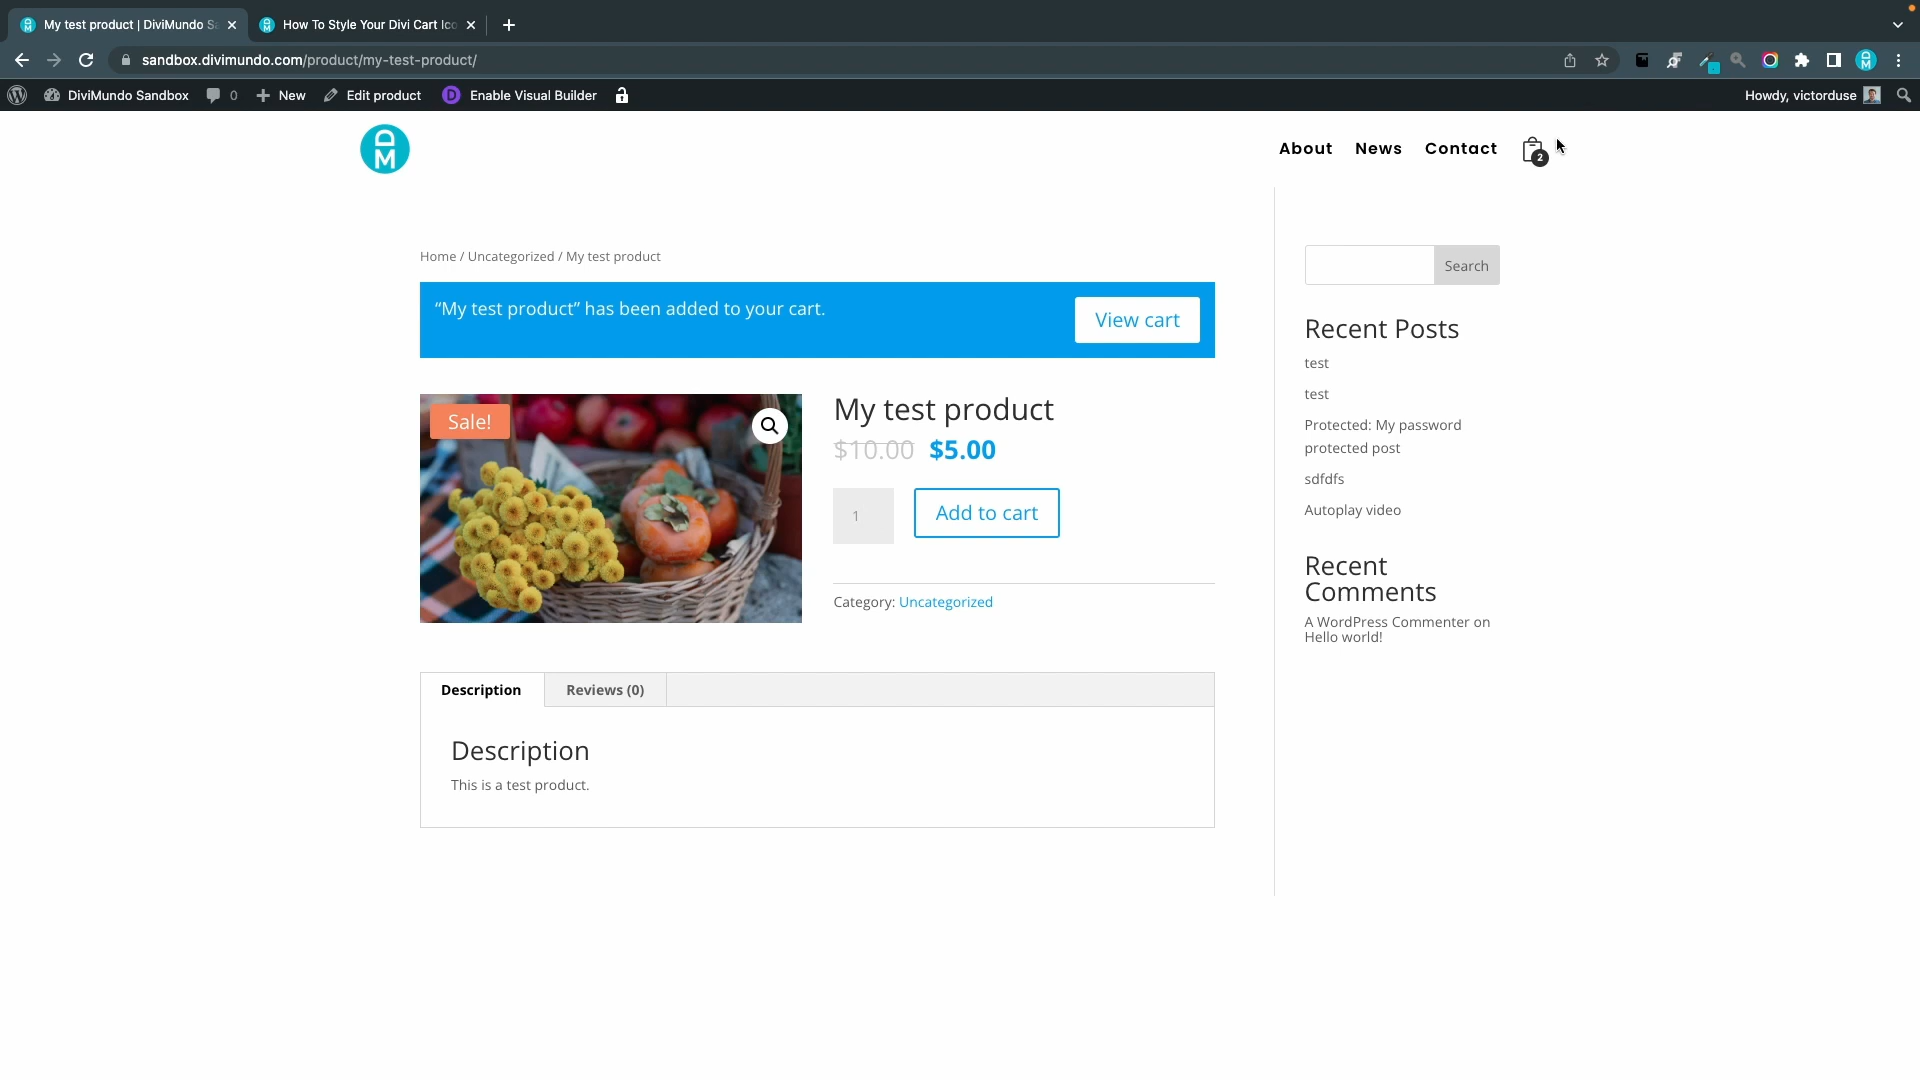 My test product | DiviMundo Sa
How To Style Your Divi Cart Ico
sandbox.divimundo.com/product/my-test-product/
DiviMundo Sandbox
0
New
Edit product
D
Enable Visual Builder
Howdy, victorduse
DM
About
News
Contact
2
Home / Uncategorized / My test product
“My test product” has been added to your cart.
View cart
Search
Recent Posts
test
test
Protected: My password
protected post
sdfdfs
Autoplay video
Recent
Comments
A WordPress Commenter on
Hello world!
Sale!
My test product
$10.00 $5.00
1
Add to cart
Category: Uncategorized
Description
Reviews (0)
Description
This is a test product.